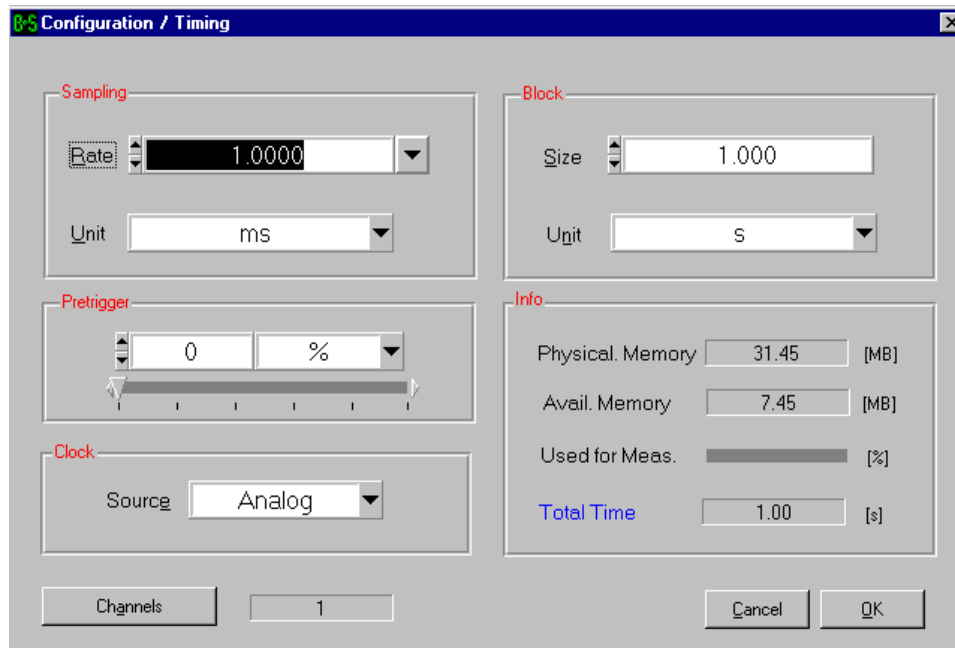 B·S Configuration / Timing
Sampling
Rate 1.0000
Unit ms
Block
Size 1.000
Unit s
Pretrigger
0 %
Info
Physical. Memory 31.45 [MB]
Avail. Memory 7.45 [MB]
Used for Meas. [%]
Total Time 1.00 [s]
Clock
Source Analog
Channels 1
Cancel OK